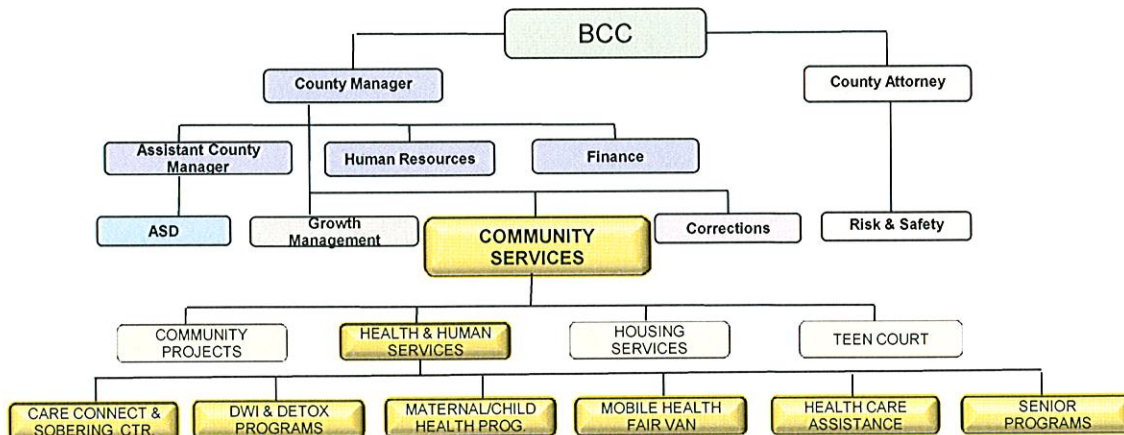 BCC
County Manager
County Attorney
Assistant County
Manager
Human Resources
Finance
ASD
Growth
Management
COMMUNITY
SERVICES
Corrections
Risk & Safety
COMMUNITY
PROJECTS
HEALTH & HUMAN
SERVICES
HOUSING
SERVICES
TEEN COURT
CARE CONNECT &
SOBERING CTR.
DWI & DETOX
PROGRAMS
MATERNAL/CHILD
HEALTH PROG.
MOBILE HEALTH
FAIR VAN
HEALTH CARE
ASSISTANCE
SENIOR
PROGRAMS